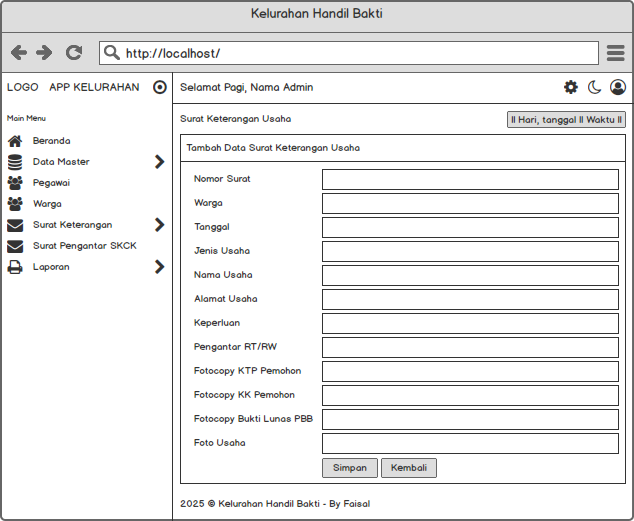 Kelurahan Handil Bakti
http://localhost/
LOGO APP KELURAHAN
Selamat Pagi, Nama Admin
Main Menu
Beranda
Data Master
Pegawai
Warga
Surat Keterangan
Surat Pengantar SKCK
Laporan
Surat Keterangan Usaha
|| Hari, tanggal || Waktu ||
Tambah Data Surat Keterangan Usaha
Nomor Surat
Warga
Tanggal
Jenis Usaha
Nama Usaha
Alamat Usaha
Keperluan
Pengantar RT/RW
Fotocopy KTP Pemohon
Fotocopy KK Pemohon
Fotocopy Bukti Lunas PBB
Foto Usaha
Simpan Kembali
2025 © Kelurahan Handil Bakti - By Faisal